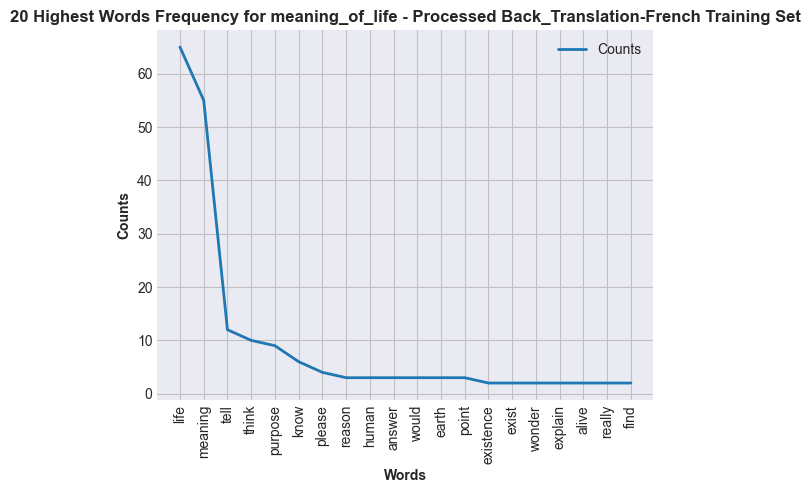 20 Highest Words Frequency for meaning_of_life - Processed Back_Translation-French Training Set
Counts
60
50
40
30
20
10
0
Counts
life
meaning
tell
think
purpose
know
please
reason
human
answer
would
earth
point
existence
exist
wonder
explain
alive
really
find
Words